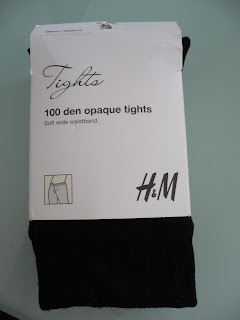 Tights
100 den opaque tights
Soft wide waistband.
H&M